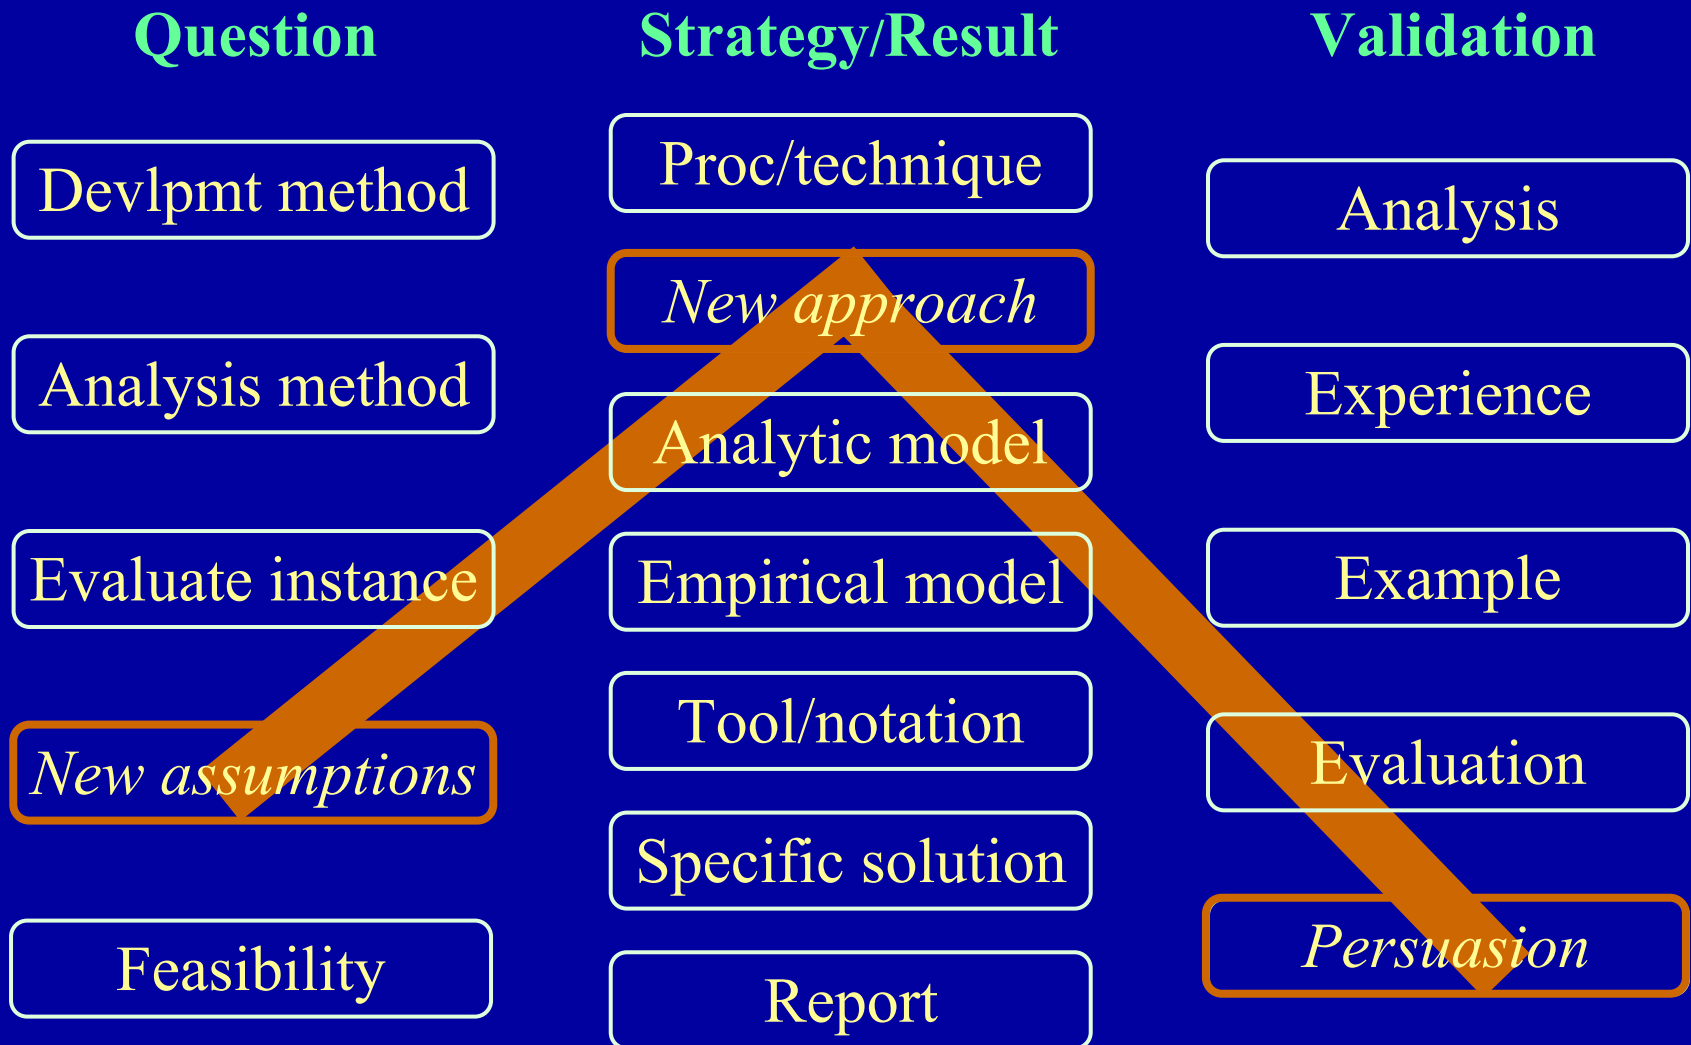 Question
Devlpmt method
Analysis method
Evaluate instance
New assumptions
Feasibility
Strategy/Result
Proc/technique
New approach
Analytic model
Empirical model
Tool/notation
Specific solution
Report
Validation
Analysis
Experience
Example
Evaluation
Persuasion